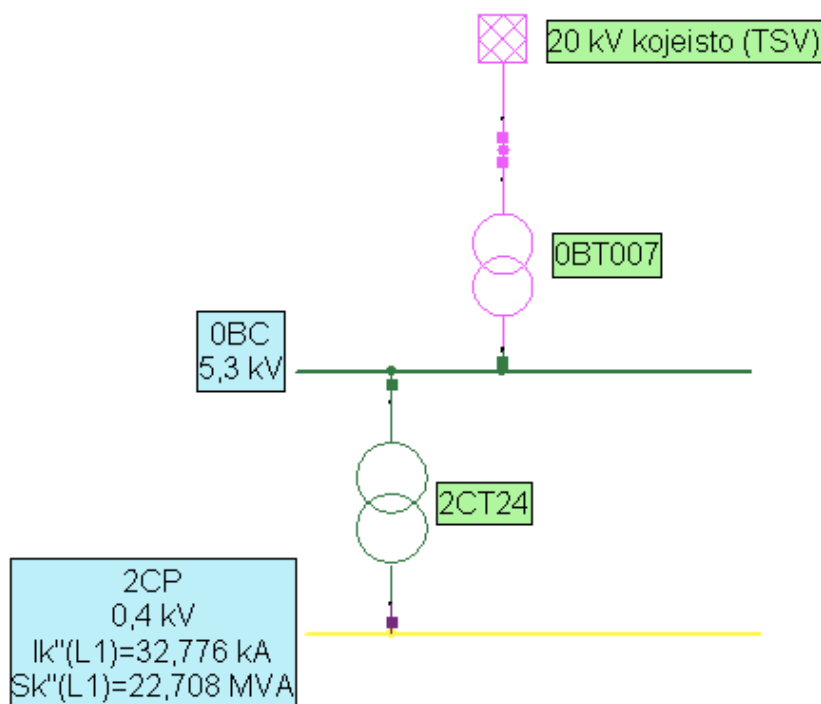 20 kV kojeisto (TSV)
0BT007
0BC
5,3 kV
2CT24
2CP
0,4 kV
Ik"(L1)=32,776 kA
Sk"(L1)=22,708 MVA